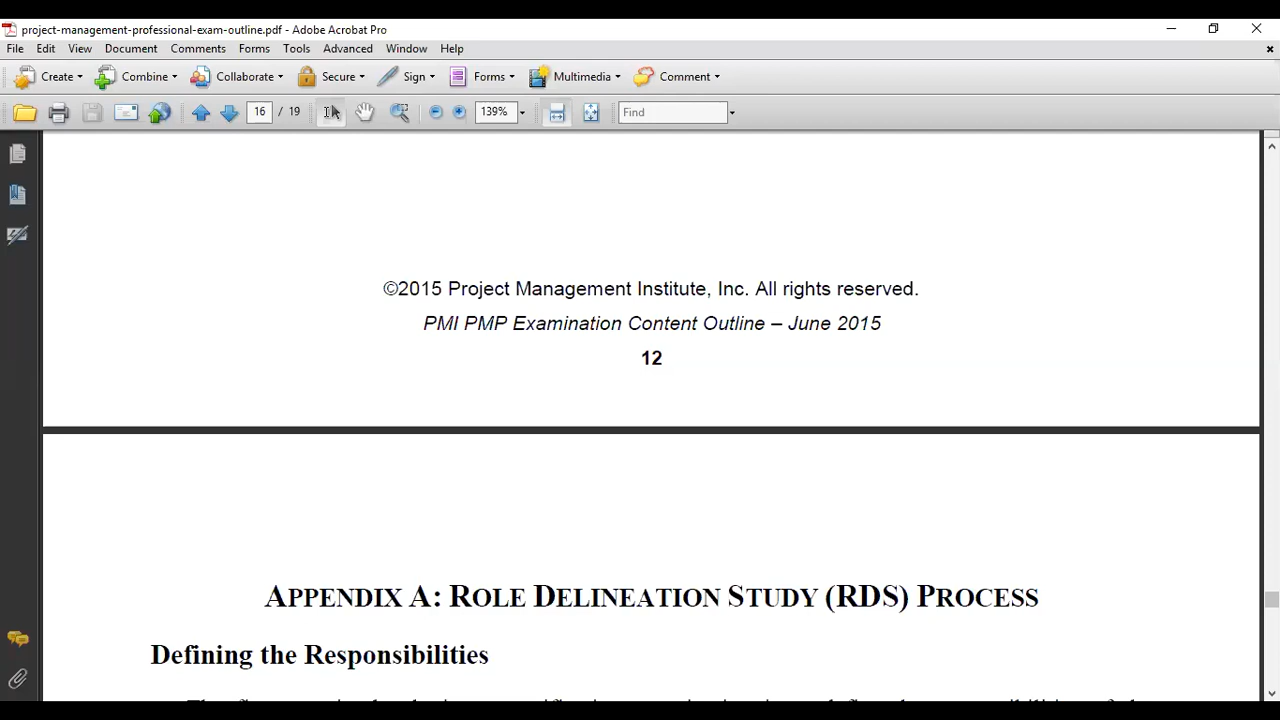 project-management-professional-exam-outline.pdf - Adobe Acrobat Pro
File Edit View Document Comments Forms Tools Advanced Window Help
Create Combine Collaborate Secure Sign Forms Multimedia Comment
16 / 19 139% Find
©2015 Project Management Institute, Inc. All rights reserved.
PMI PMP Examination Content Outline – June 2015
12
APPENDIX A: ROLE DELINEATION STUDY (RDS) PROCESS
Defining the Responsibilities